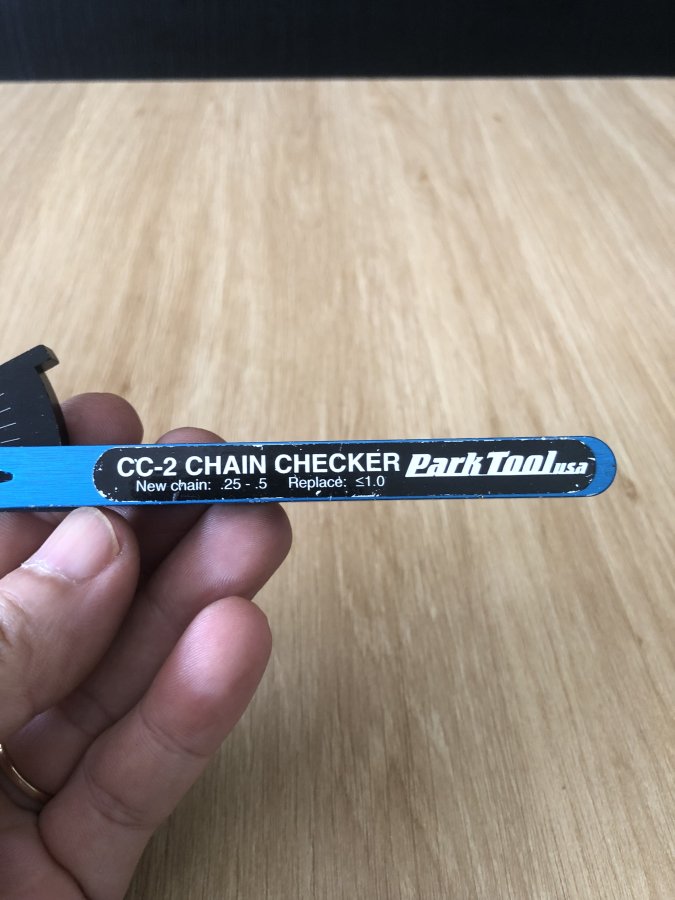 CC-2 CHAIN CHECKER Park Tool USA
New chain: .25 - .5 Replace: ≤1.0